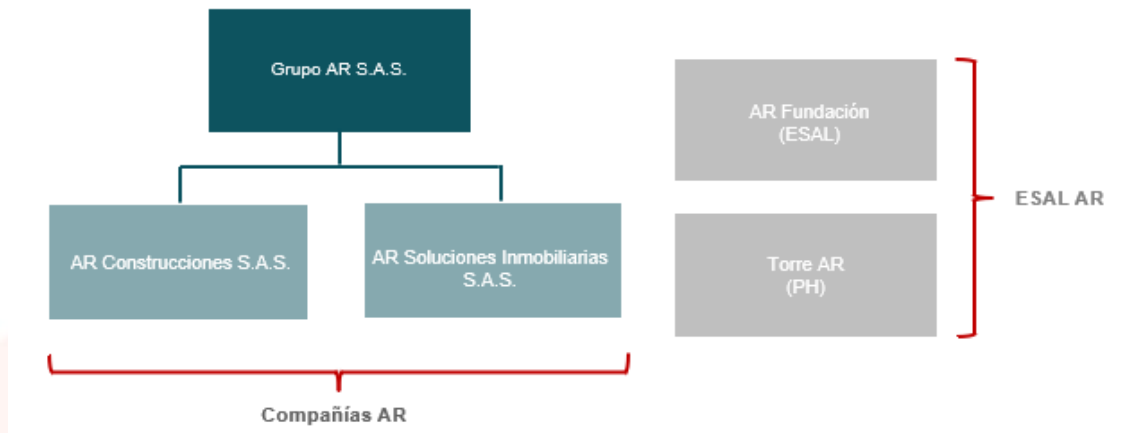 Grupo AR S.A.S.
AR Construcciones S.A.S.
AR Soluciones Inmobiliarias
S.A.S.
Compañías AR
AR Fundación
(ESAL)
Torre AR
(PH)
ESAL AR